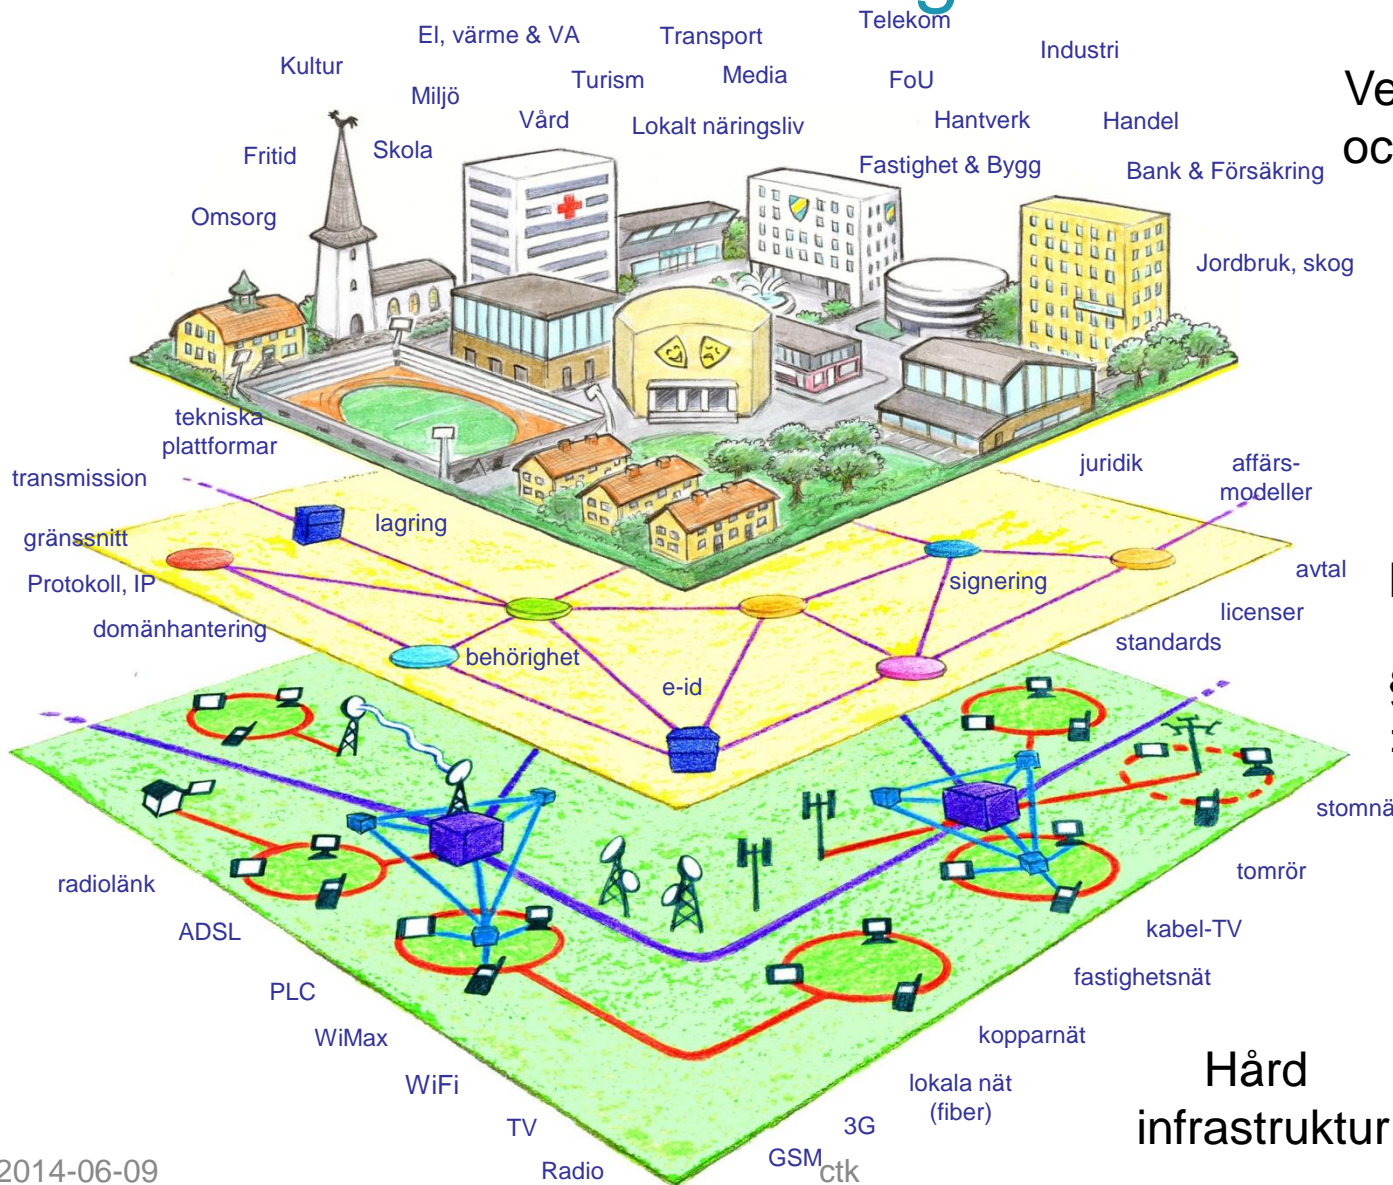 Telekom
El, värme & VA
Transport
Industri
Kultur
Turism
Media
FoU
Miljö
Vård
Lokalt näringsliv
Hantverk
Handel
Fritid
Skola
Fastighet & Bygg
Bank & Försäkring
Omsorg
Jordbruk, skog
tekniska
plattformar
transmission
juridik
affärs-
modeller
lagring
gränssnitt
avtal
Protokoll, IP
signering
licenser
domänhantering
standards
behörighet
e-id
tomrör
radiolänk
ADSL
kabel-TV
fastighetsnät
PLC
WiMax
kopparnät
WiFi
lokala nät
(fiber)
Hård
infrastruktur
TV
3G
Radio
GSM
2014-06-09
ctk